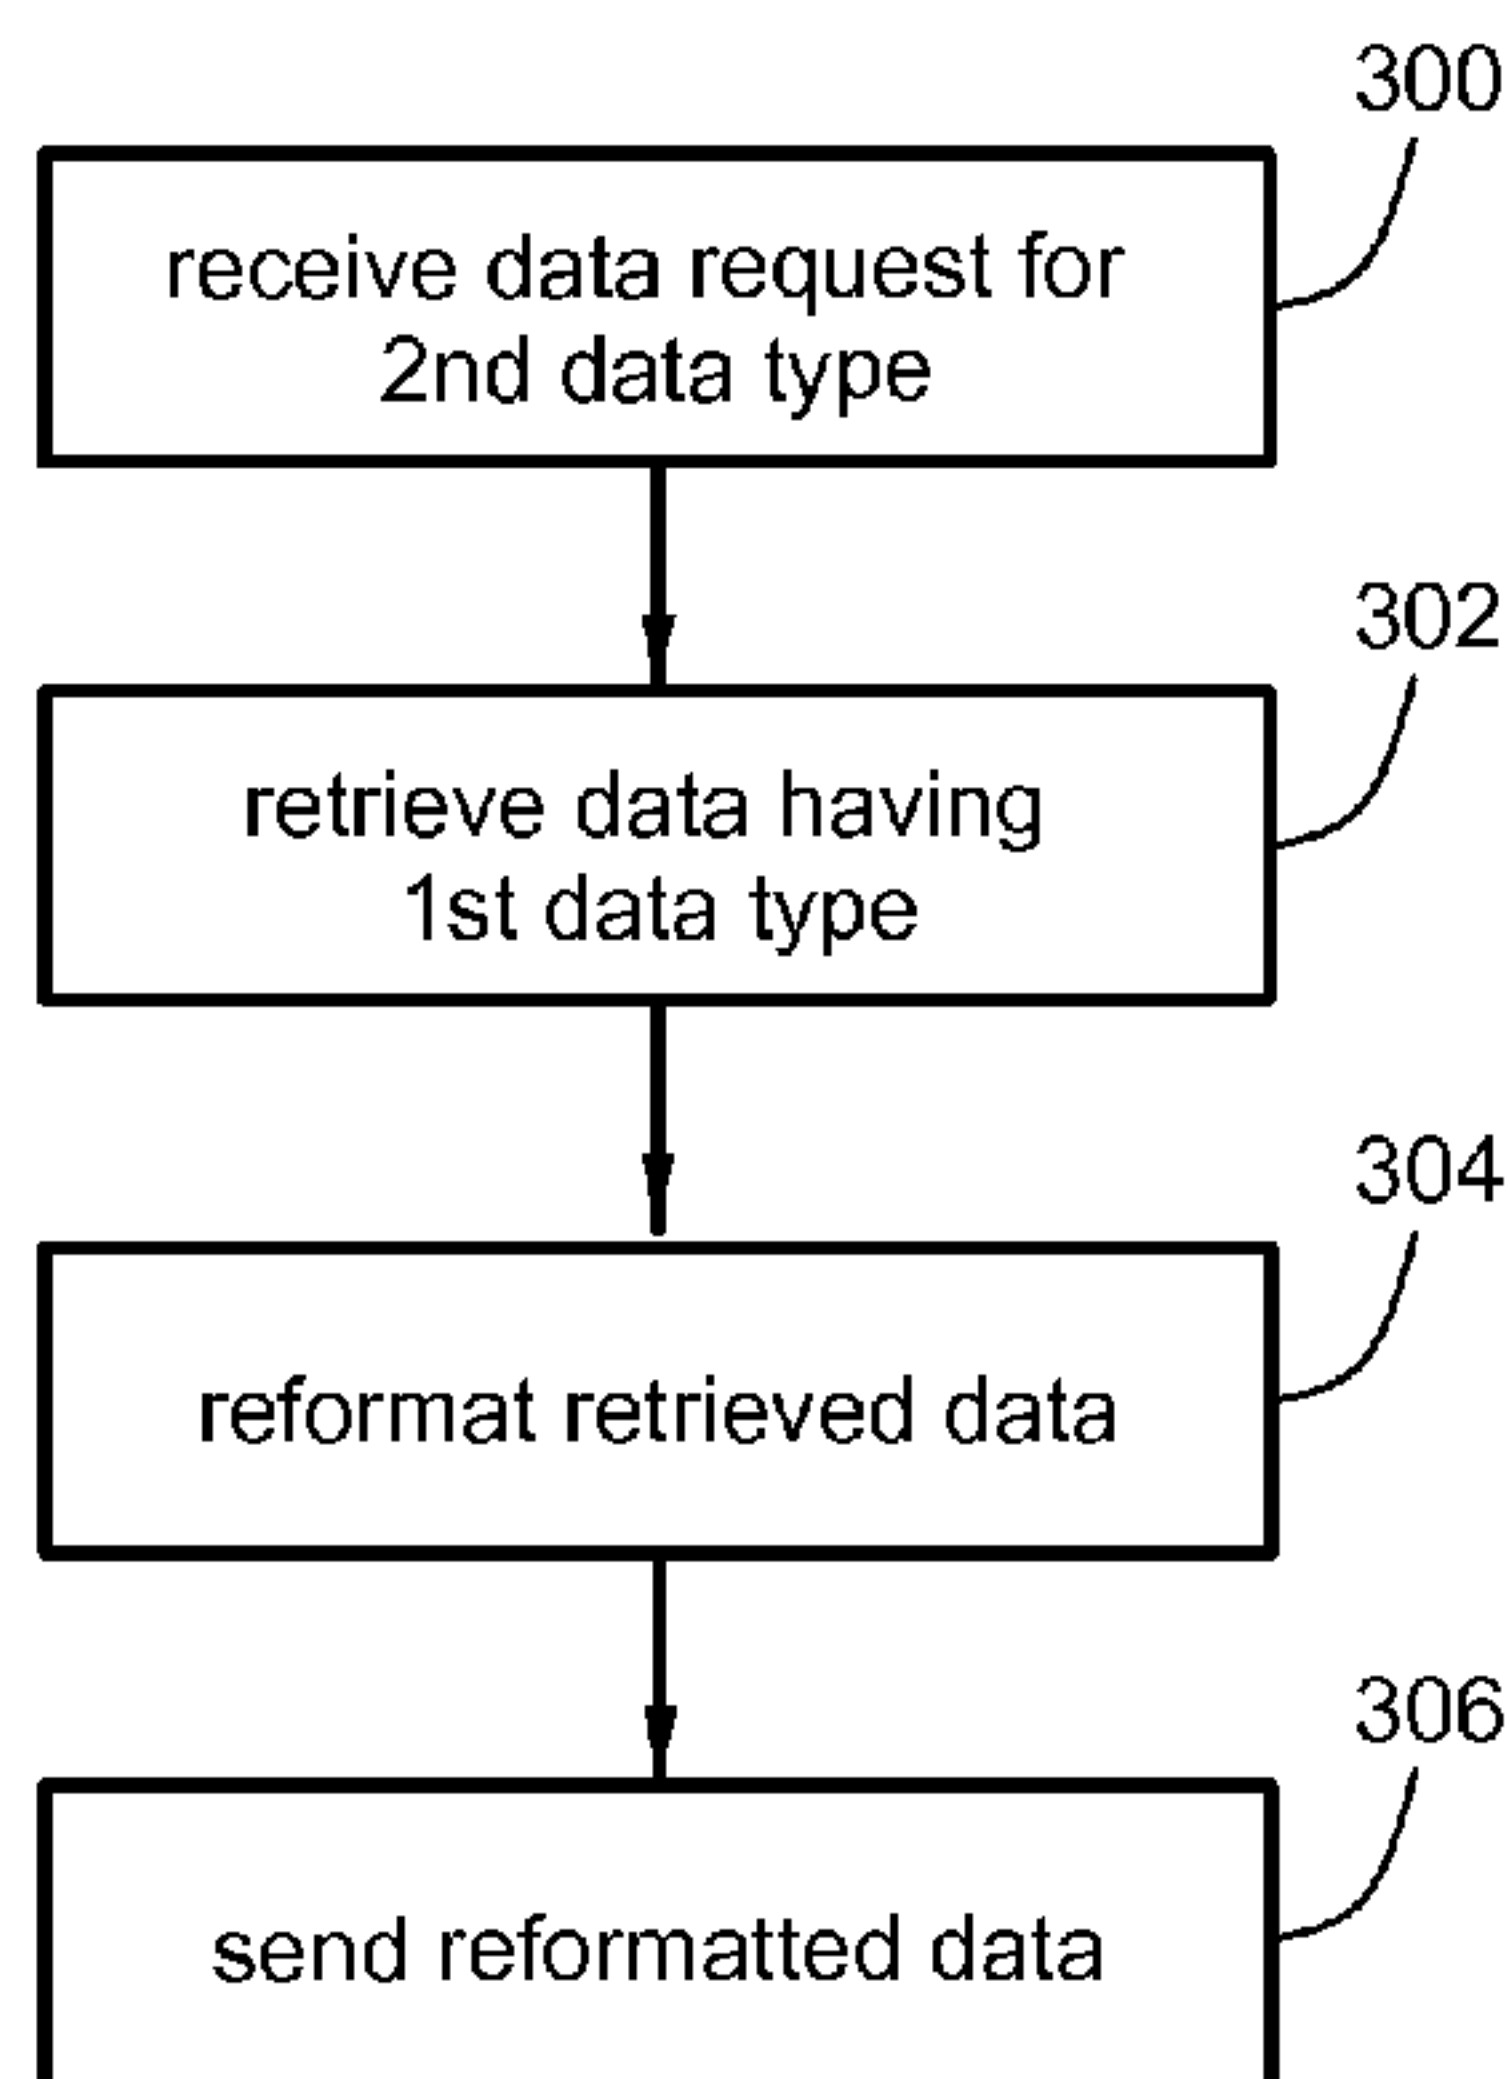 300
receive data request for
2nd data type
302
retrieve data having
1st data type
304
reformat retrieved data
306
send reformatted data